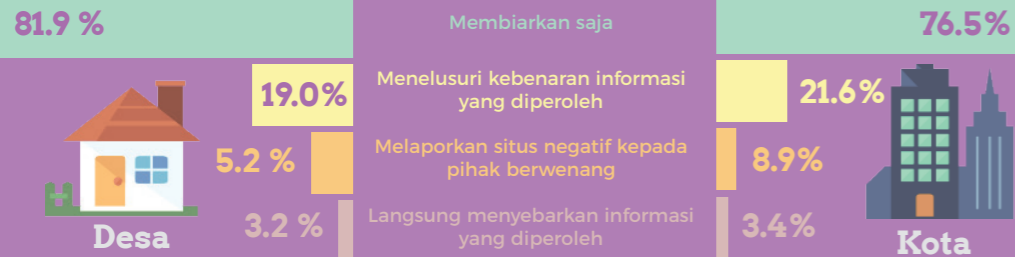 81.9 % Membiarkan saja 76.5%
19.0% Menelusuri kebenaran informasi 21.6%
yang diperoleh
5.2 % Melaporkan situs negatif kepada 8.9%
pihak berwenang
3.2 % Langsung menyebarkan informasi 3.4%
yang diperoleh
Desa Kota